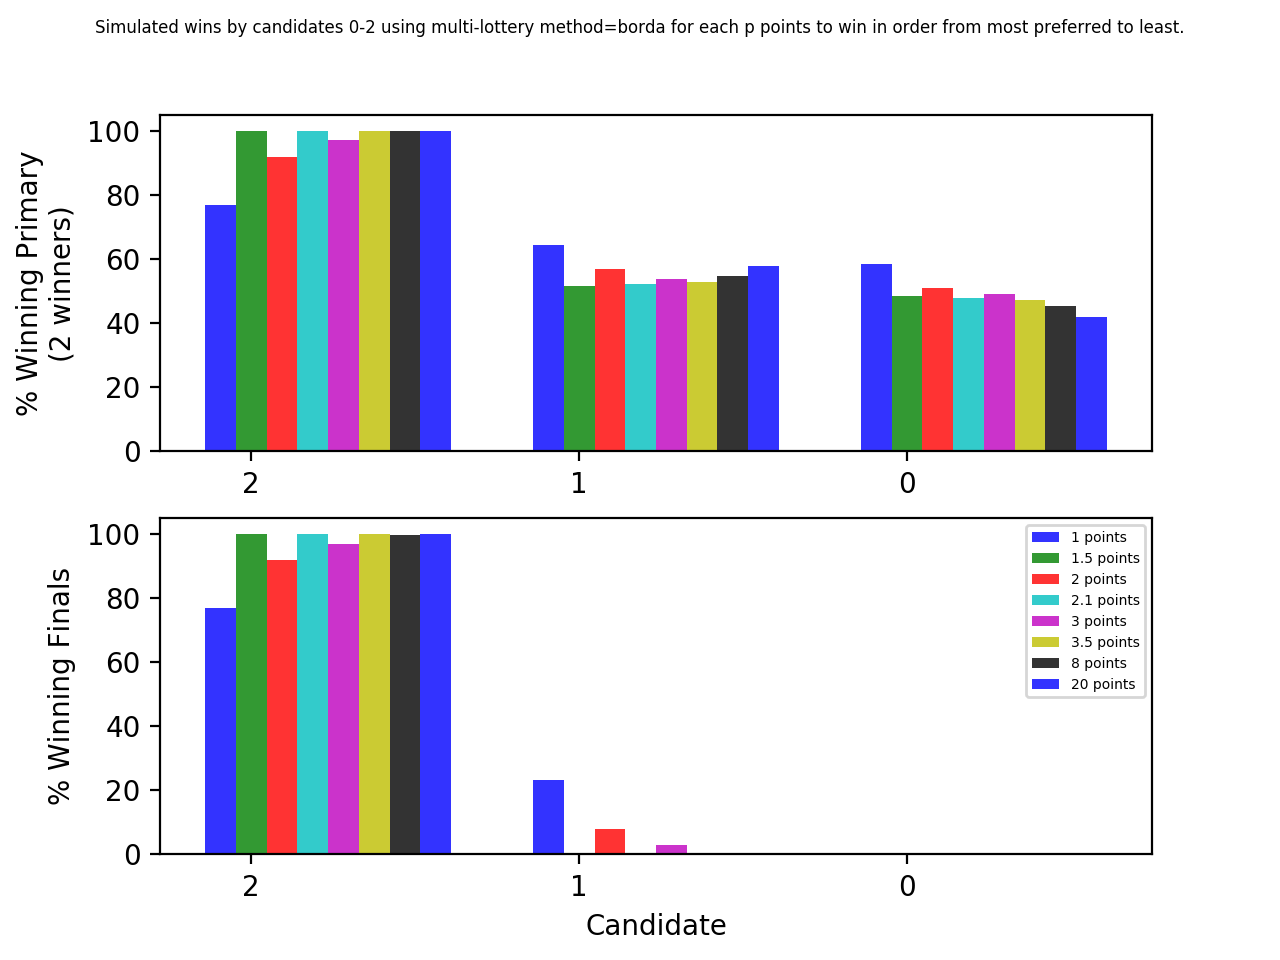 Simulated wins by candidates 0-2 using multi-lottery method=borda for each p points to win in order from most preferred to least.
% Winning Primary
(2 winners)
100
80
60
40
20
0
2 1 0
% Winning Finals
100
80
60
40
20
0
1 points
1.5 points
2 points
2.1 points
3 points
3.5 points
8 points
20 points
2 1 0
Candidate